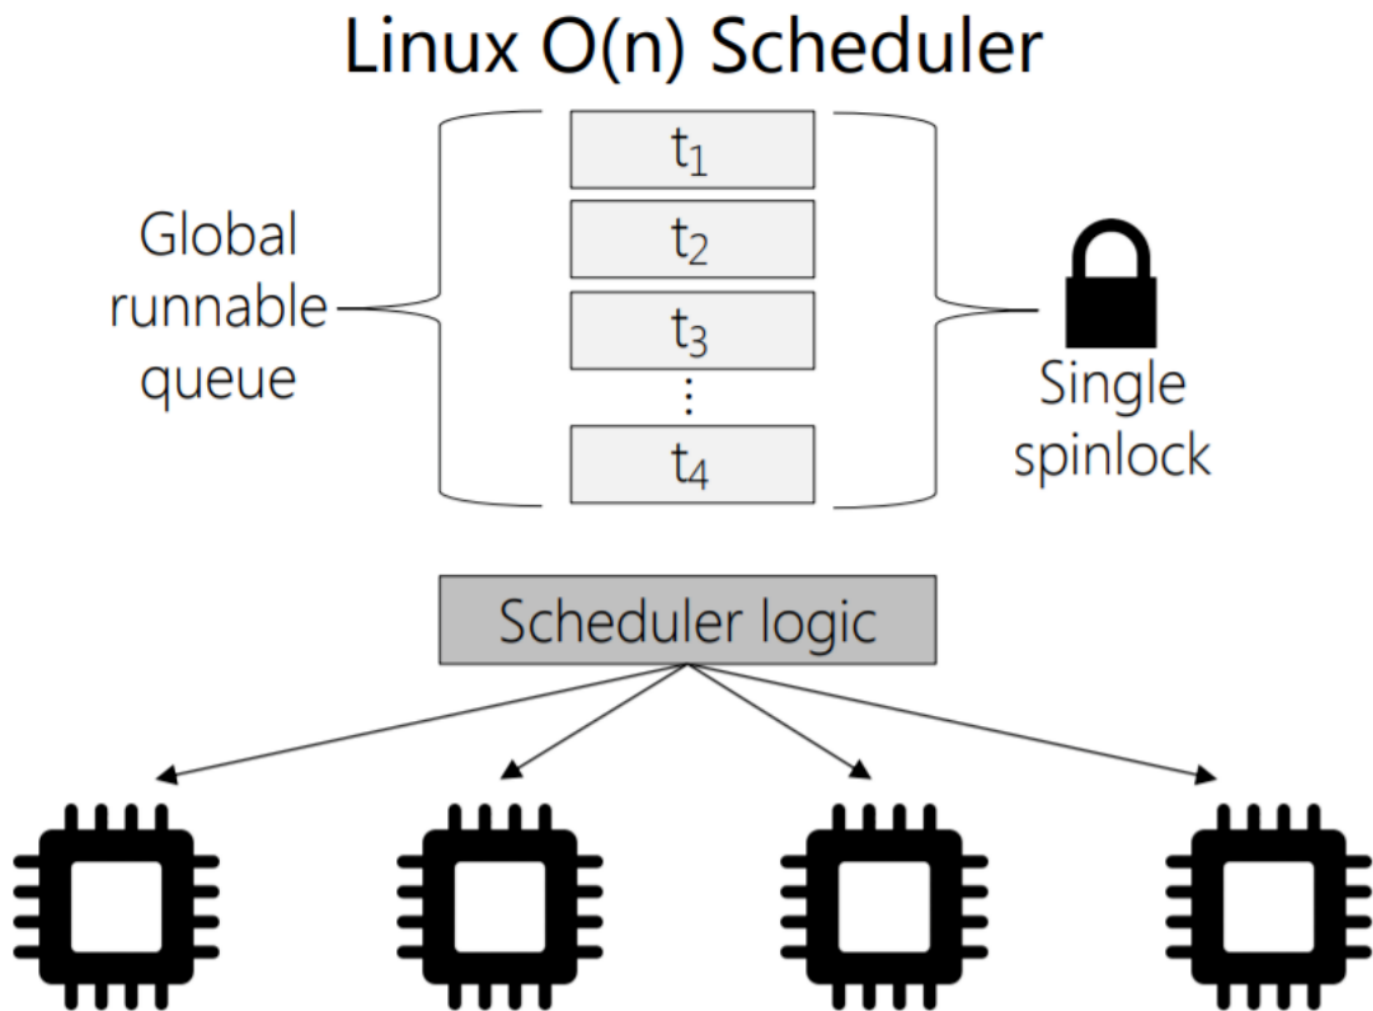 Linux O(n) Scheduler
t₁
t₂
Global
runnable
queue
t₃
⋮
t₄
Single
spinlock
Scheduler logic